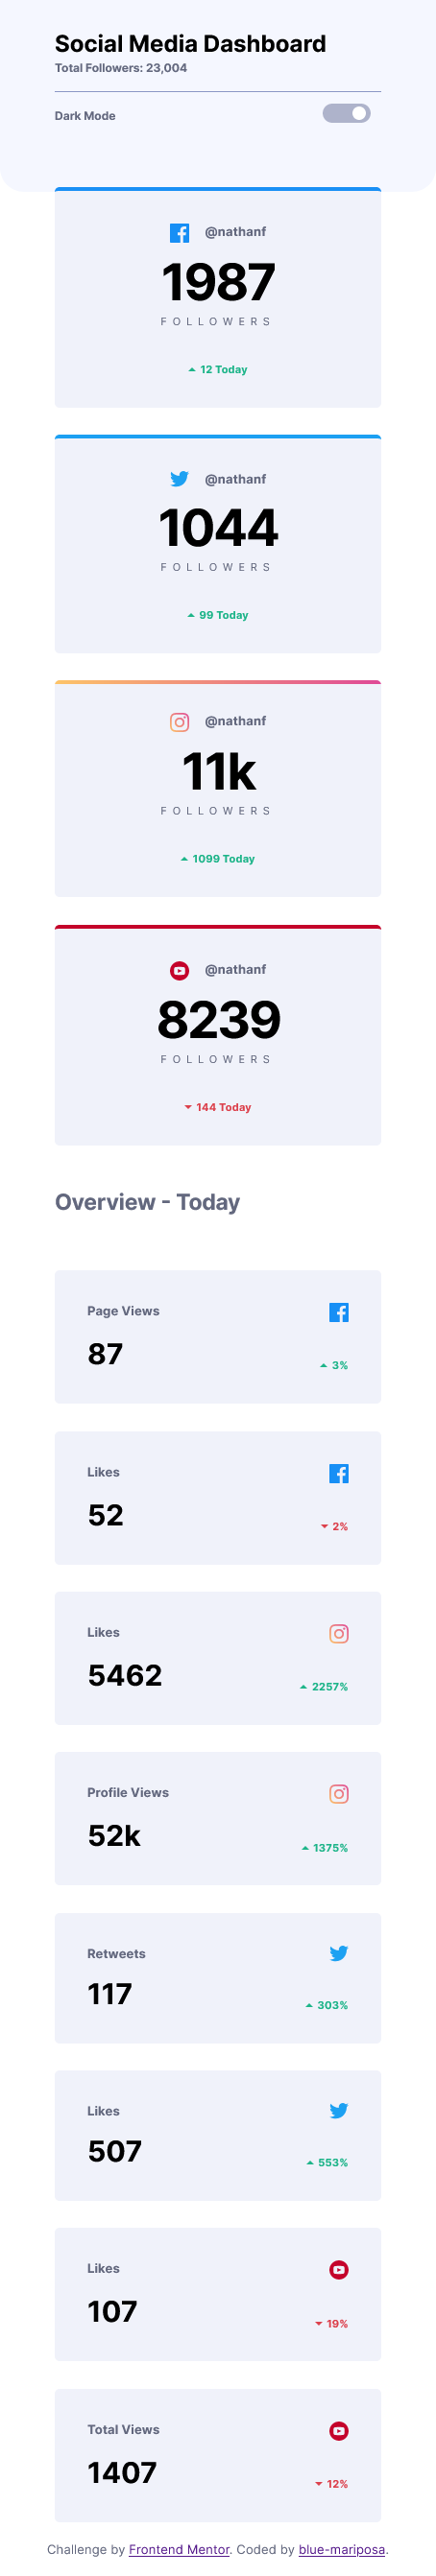 Social Media Dashboard
Total Followers: 23,004
Dark Mode
@nathanf
1987
FOLLOWERS
12 Today
@nathanf
1044
FOLLOWERS
99 Today
@nathanf
11k
FOLLOWERS
1099 Today
@nathanf
8239
FOLLOWERS
144 Today
Overview - Today
Page Views
87
3%
Likes
52
2%
Likes
5462
2257%
Profile Views
52k
1375%
Retweets
117
303%
Likes
507
553%
Likes
107
19%
Total Views
1407
12%
Challenge by Frontend Mentor. Coded by blue-mariposa.